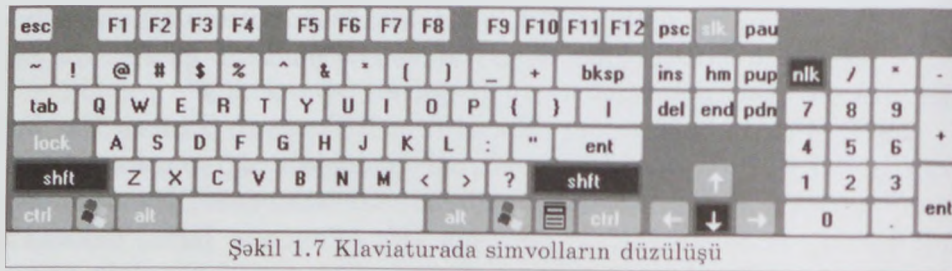 esc F1 F2 F3 F4 F5 F6 F7 F8 F9 F10 F11 F12 psc slk pau
~ ! @ # $ % ^ & * ( ) _ + bksp ins hm pup nlk / * -
tab Q W E R T Y U I O P { } | del end pdn 7 8 9
lock A S D F G H J K L : " ent 4 5 6 +
shft Z X C V B N M < > ? shft ↑ 1 2 3
ctrl alt alt ctrl ← ↓ → 0 . ent
Şəkil 1.7 Klaviaturada simvolların düzülüşü